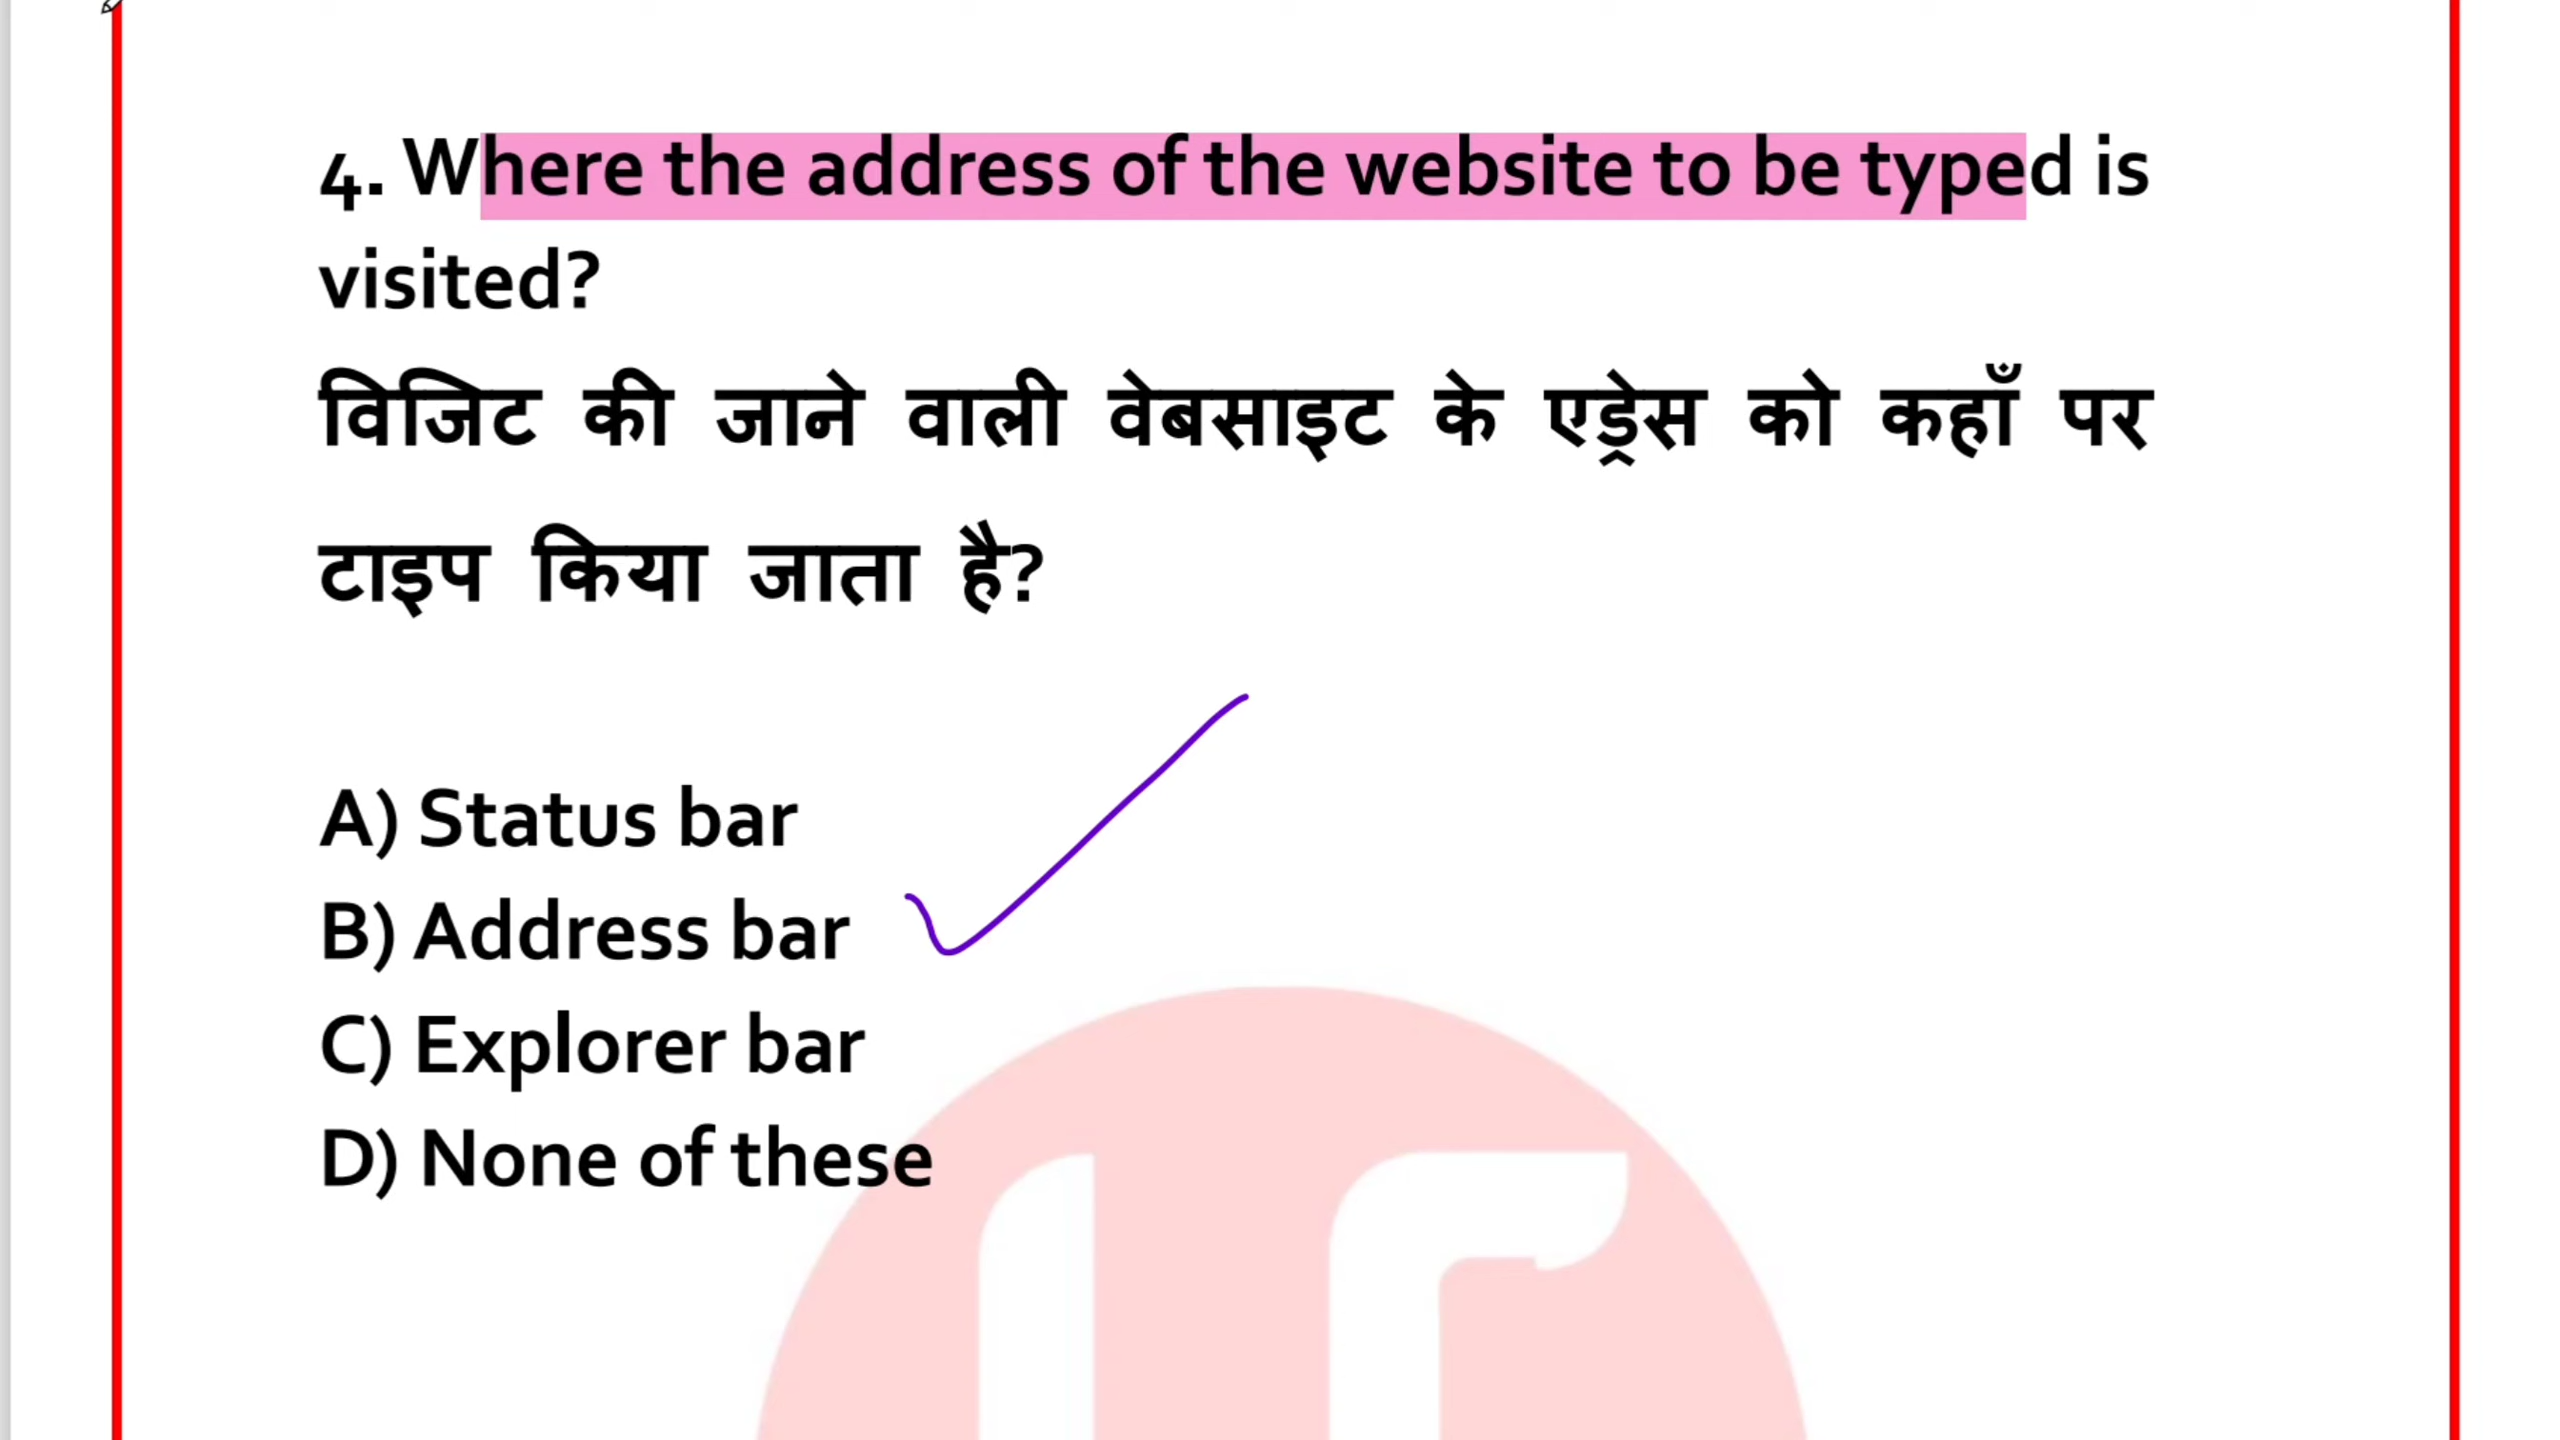 4. Where the address of the website to be typed is
visited?
विजिट की जाने वाली वेबसाइट के एड्रेस को कहाँ पर
टाइप किया जाता है?
A) Status bar
B) Address bar
C) Explorer bar
D) None of these